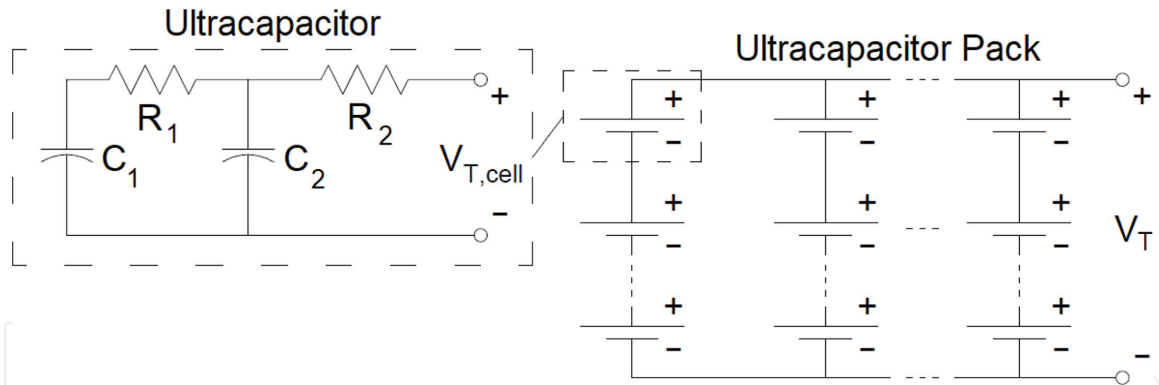 Ultracapacitor
Ultracapacitor Pack
R1
R2
+
C1
C2
VT,cell
-
+
-
+
-
+
-
+
+
-
+
-
+
-
VT
+
-
+
-
+
-
-